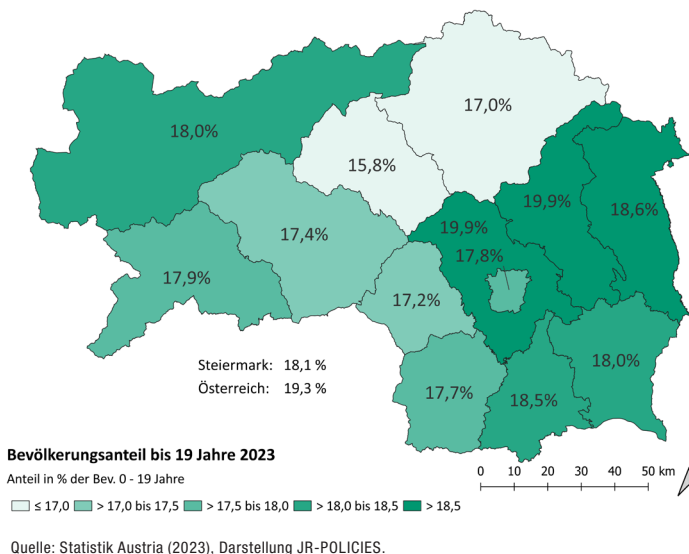 17,0%
18,0%
15,8%
19,9%
18,6%
19,9%
17,4%
17,8%
17,9%
17,2%
Steiermark: 18,1 %
Österreich: 19,3 %
18,0%
17,7%
18,5%
Bevölkerungsanteil bis 19 Jahre 2023
Anteil in % der Bev. 0 - 19 Jahre
0 10 20 30 40 50 km
≤ 17,0 > 17,0 bis 17,5 > 17,5 bis 18,0 > 18,0 bis 18,5 > 18,5
Quelle: Statistik Austria (2023), Darstellung JR-POLICIES.